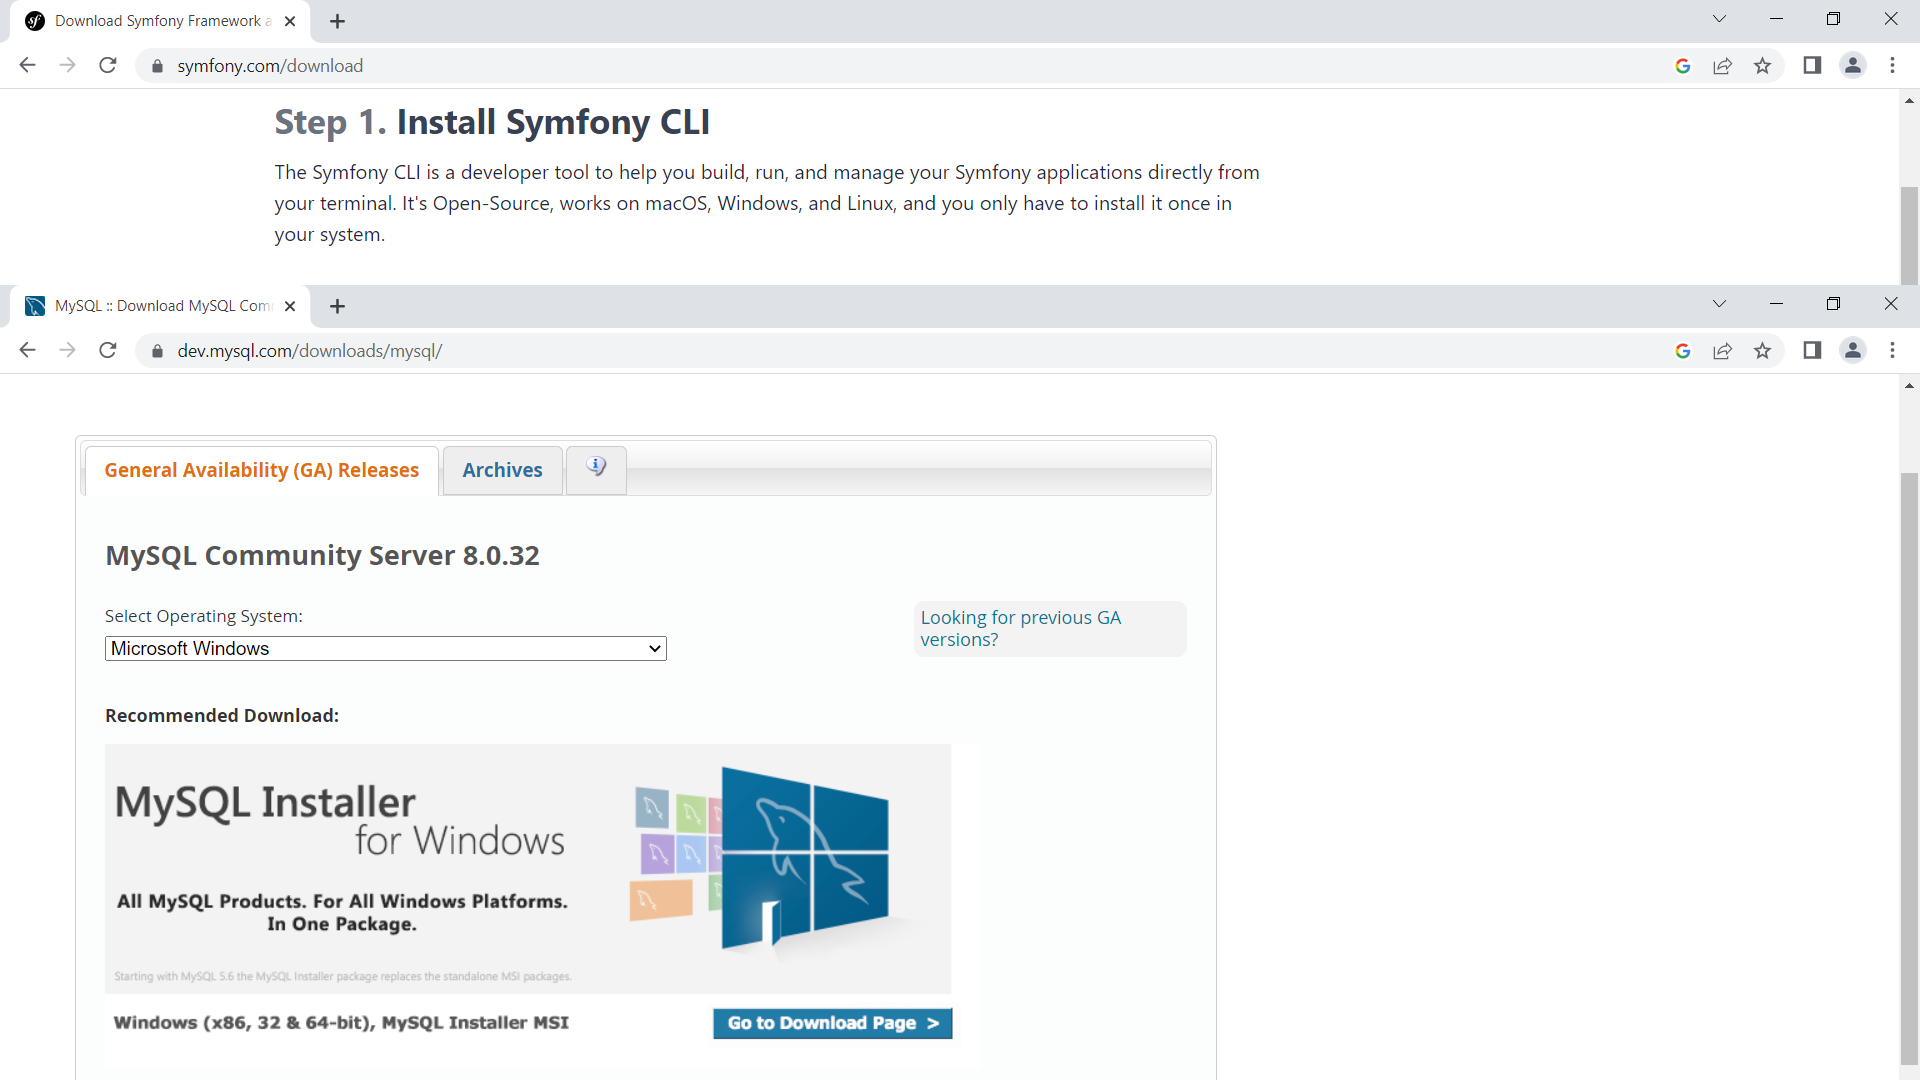 Download Symfony Framework a
symfony.com/download
Step 1. Install Symfony CLI
The Symfony CLI is a developer tool to help you build, run, and manage your Symfony applications directly from
your terminal. It's Open-Source, works on macOS, Windows, and Linux, and you only have to install it once in
your system.
MySQL :: Download MySQL Com
dev.mysql.com/downloads/mysql/
General Availability (GA) Releases
Archives
MySQL Community Server 8.0.32
Select Operating System:
Microsoft Windows
Looking for previous GA
versions?
Recommended Download:
MySQL Installer
for Windows
All MySQL Products. For All Windows Platforms.
In One Package.
Starting with MySQL 5.6 the MySQL Installer package replaces the standalone MSI packages.
Windows (x86, 32 & 64-bit), MySQL Installer MSI
Go to Download Page >